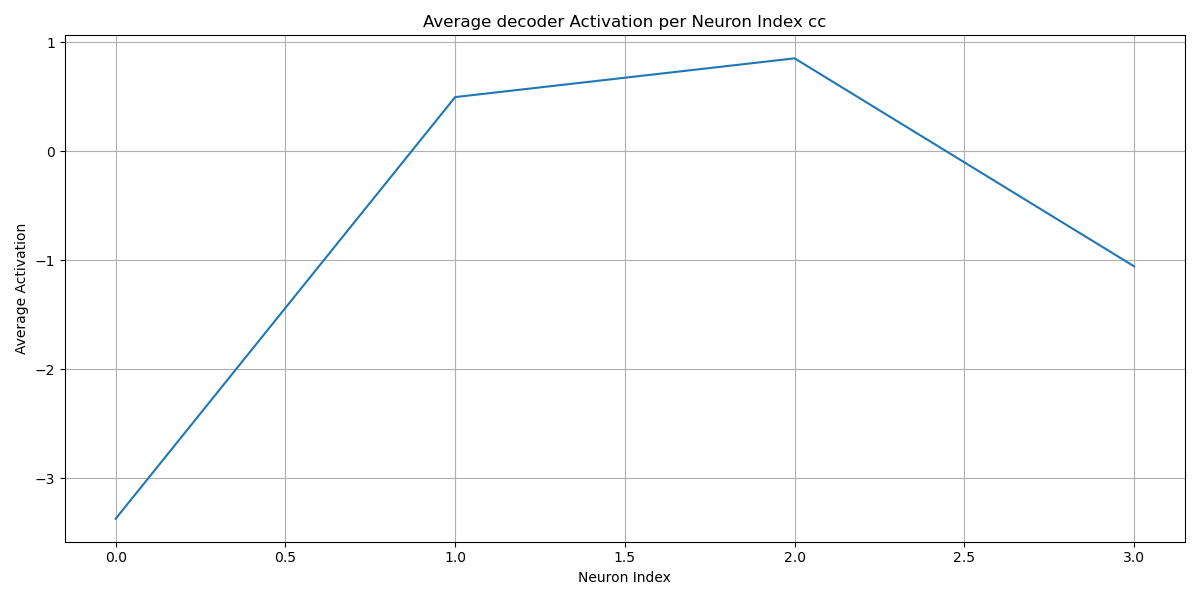 Average decoder Activation per Neuron Index cc
1
0
−1
−2
−3
Average Activation
0.0 0.5 1.0 1.5 2.0 2.5 3.0
Neuron Index